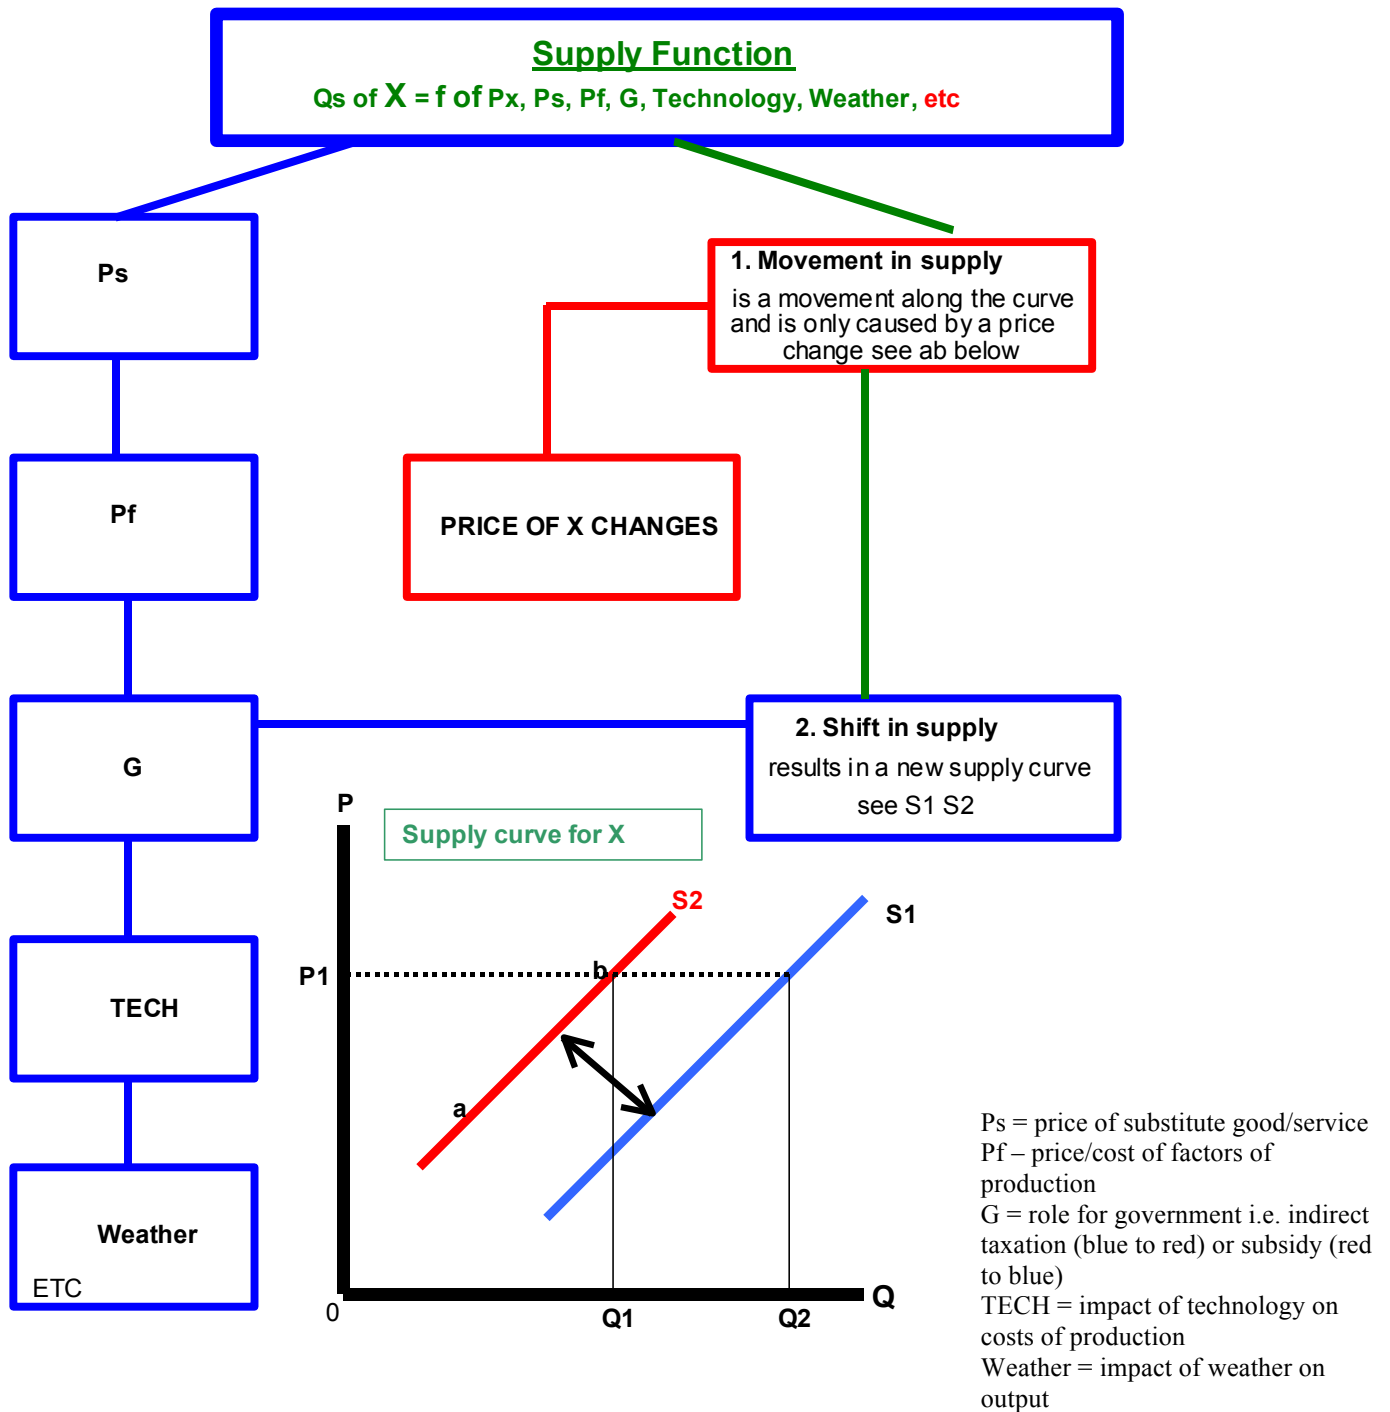 Supply Function
Qs of X = f of Px, Ps, Pf, G, Technology, Weather, etc
Ps
1. Movement in supply
is a movement along the curve
and is only caused by a price
change see ab below
Pf
PRICE OF X CHANGES
G
2. Shift in supply
results in a new supply curve
see S1 S2
P
Supply curve for X
S2
S1
P1
b
TECH
a
Weather
ETC
0
Q1
Q2
Q
Ps = price of substitute good/service
Pf – price/cost of factors of
production
G = role for government i.e. indirect
taxation (blue to red) or subsidy (red
to blue)
TECH = impact of technology on
costs of production
Weather = impact of weather on
output